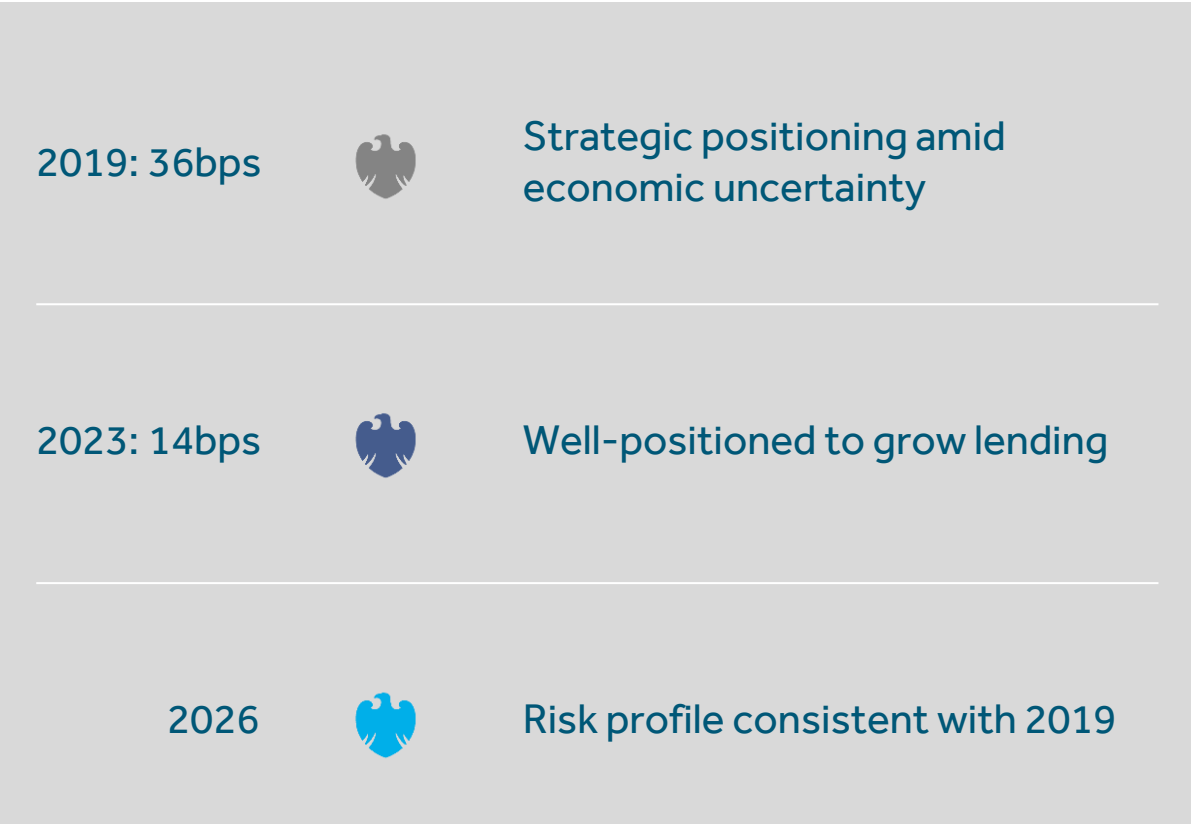 2019: 36bps
Strategic positioning amid
economic uncertainty
2023: 14bps
Well-positioned to grow lending
2026
Risk profile consistent with 2019